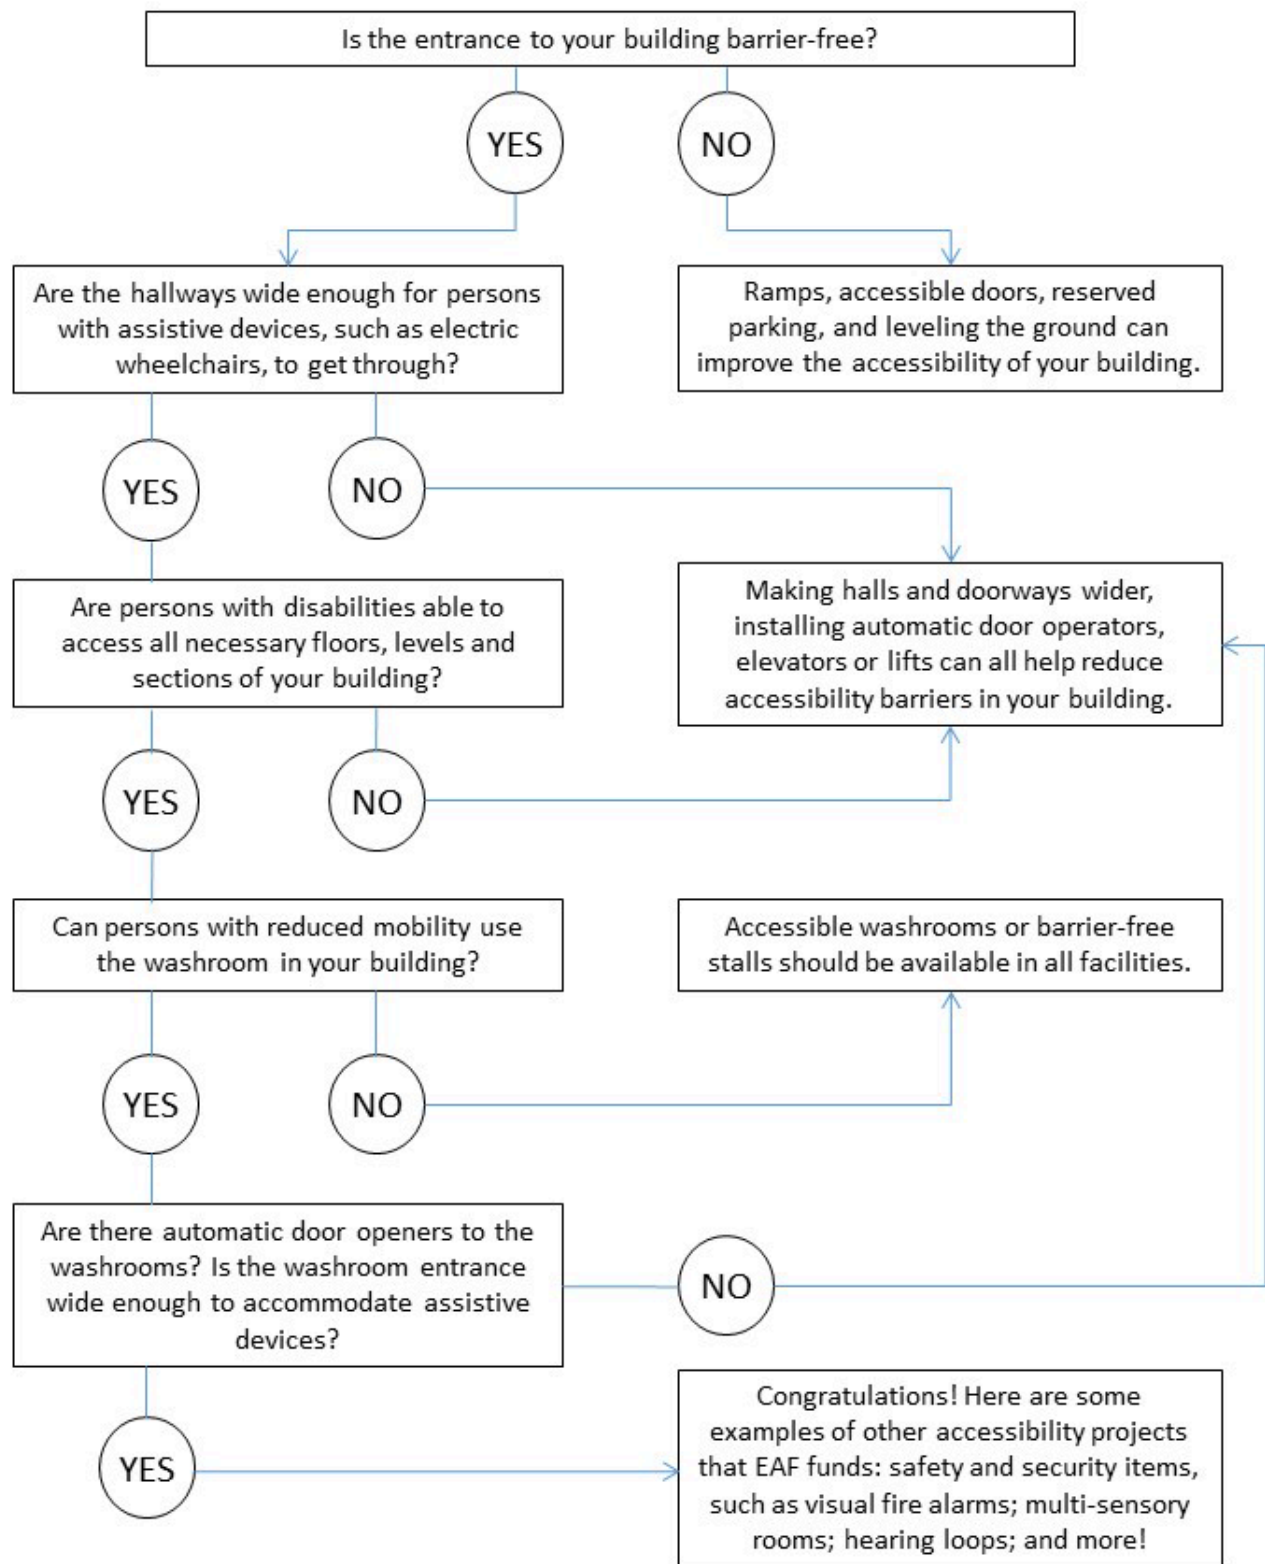 Is the entrance to your building barrier-free?
YES
NO
Are the hallways wide enough for persons
with assistive devices, such as electric
wheelchairs, to get through?
Ramps, accessible doors, reserved
parking, and leveling the ground can
improve the accessibility of your building.
YES
NO
Are persons with disabilities able to
access all necessary floors, levels and
sections of your building?
Making halls and doorways wider,
installing automatic door operators,
elevators or lifts can all help reduce
accessibility barriers in your building.
YES
NO
Can persons with reduced mobility use
the washroom in your building?
Accessible washrooms or barrier-free
stalls should be available in all facilities.
YES
NO
Are there automatic door openers to the
washrooms? Is the washroom entrance
wide enough to accommodate assistive
devices?
NO
YES
Congratulations! Here are some
examples of other accessibility projects
that EAF funds: safety and security items,
such as visual fire alarms; multi-sensory
rooms; hearing loops; and more!